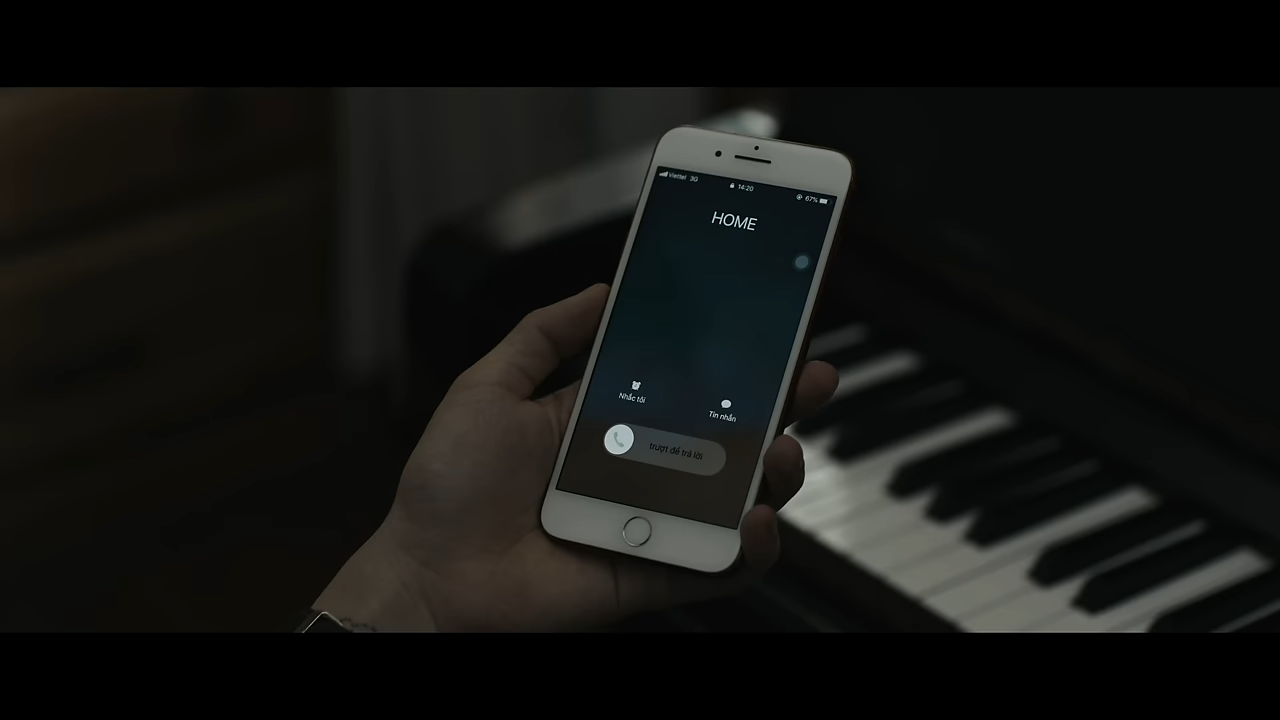 Viettel 3G 14:20 67%
HOME
Nhắc tôi Tin nhắn
trượt để trả lời